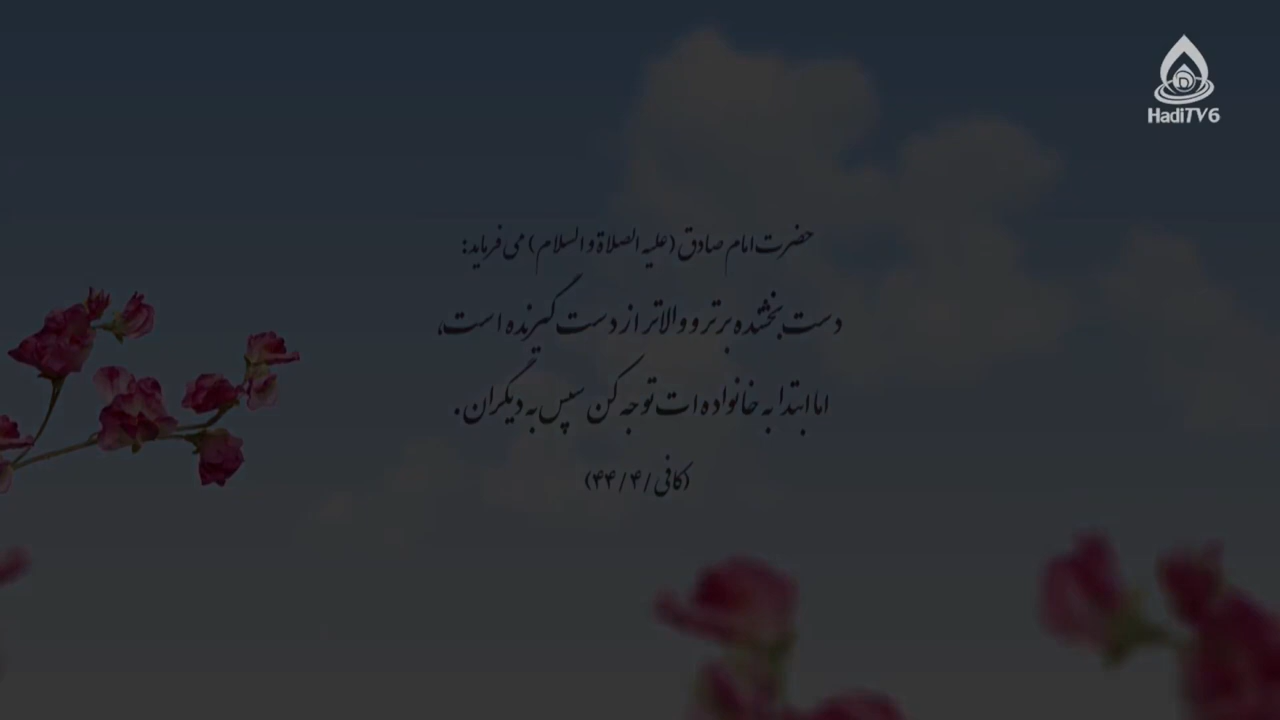 HadiTV6
حضرت امام صادق (علیه الصلاة و السلام) می فرماید:
دست بخشنده برتر و والاتر از دست گیرنده است،
اما ابتدا به خانواده ات توجه کن سپس به دیگران.
(کافی / ۴ / ۴۴)